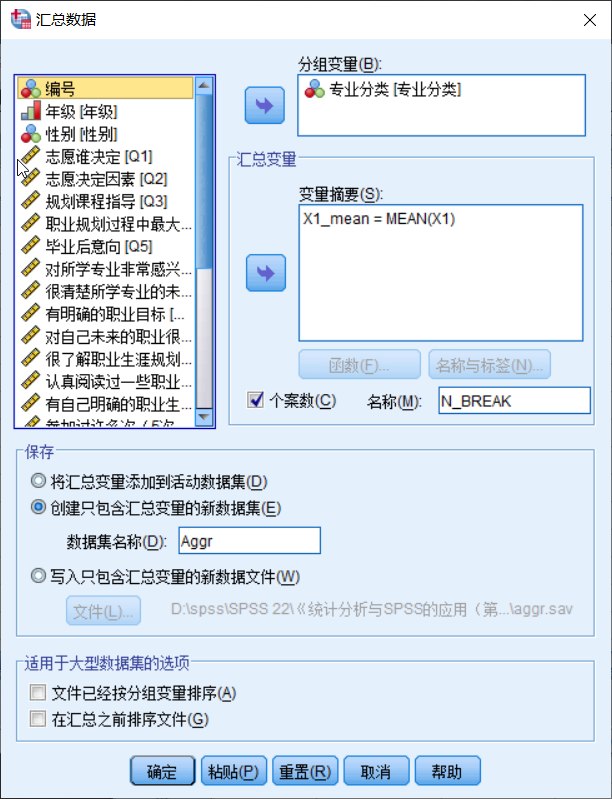 汇总数据
分组变量(B):
编号
年级 [年级]
性别 [性别]
志愿谁决定 [Q1]
志愿决定因素 [Q2]
规划课程指导 [Q3]
职业规划过程中最大...
毕业后意向 [Q5]
对所学专业非常感兴...
很清楚所学专业的未...
有明确的职业目标 [...
对自己未来的职业很...
很了解职业生涯规划...
认真阅读过一些职业...
有自己明确的职业生...
专业分类 [专业分类]
汇总变量
变量摘要(S):
X1_mean = MEAN(X1)
函数(F)...
名称与标签(N)...
个案数(C)
名称(M):
N_BREAK
保存
将汇总变量添加到活动数据集(D)
创建只包含汇总变量的新数据集(E)
数据集名称(D):
Aggr
写入只包含汇总变量的新数据文件(W)
文件(L)...
D:\spss\SPSS 22\《统计分析与SPSS的应用（第...\aggr.sav
适用于大型数据集的选项
文件已经按分组变量排序(A)
在汇总之前排序文件(G)
确定
粘贴(P)
重置(R)
取消
帮助